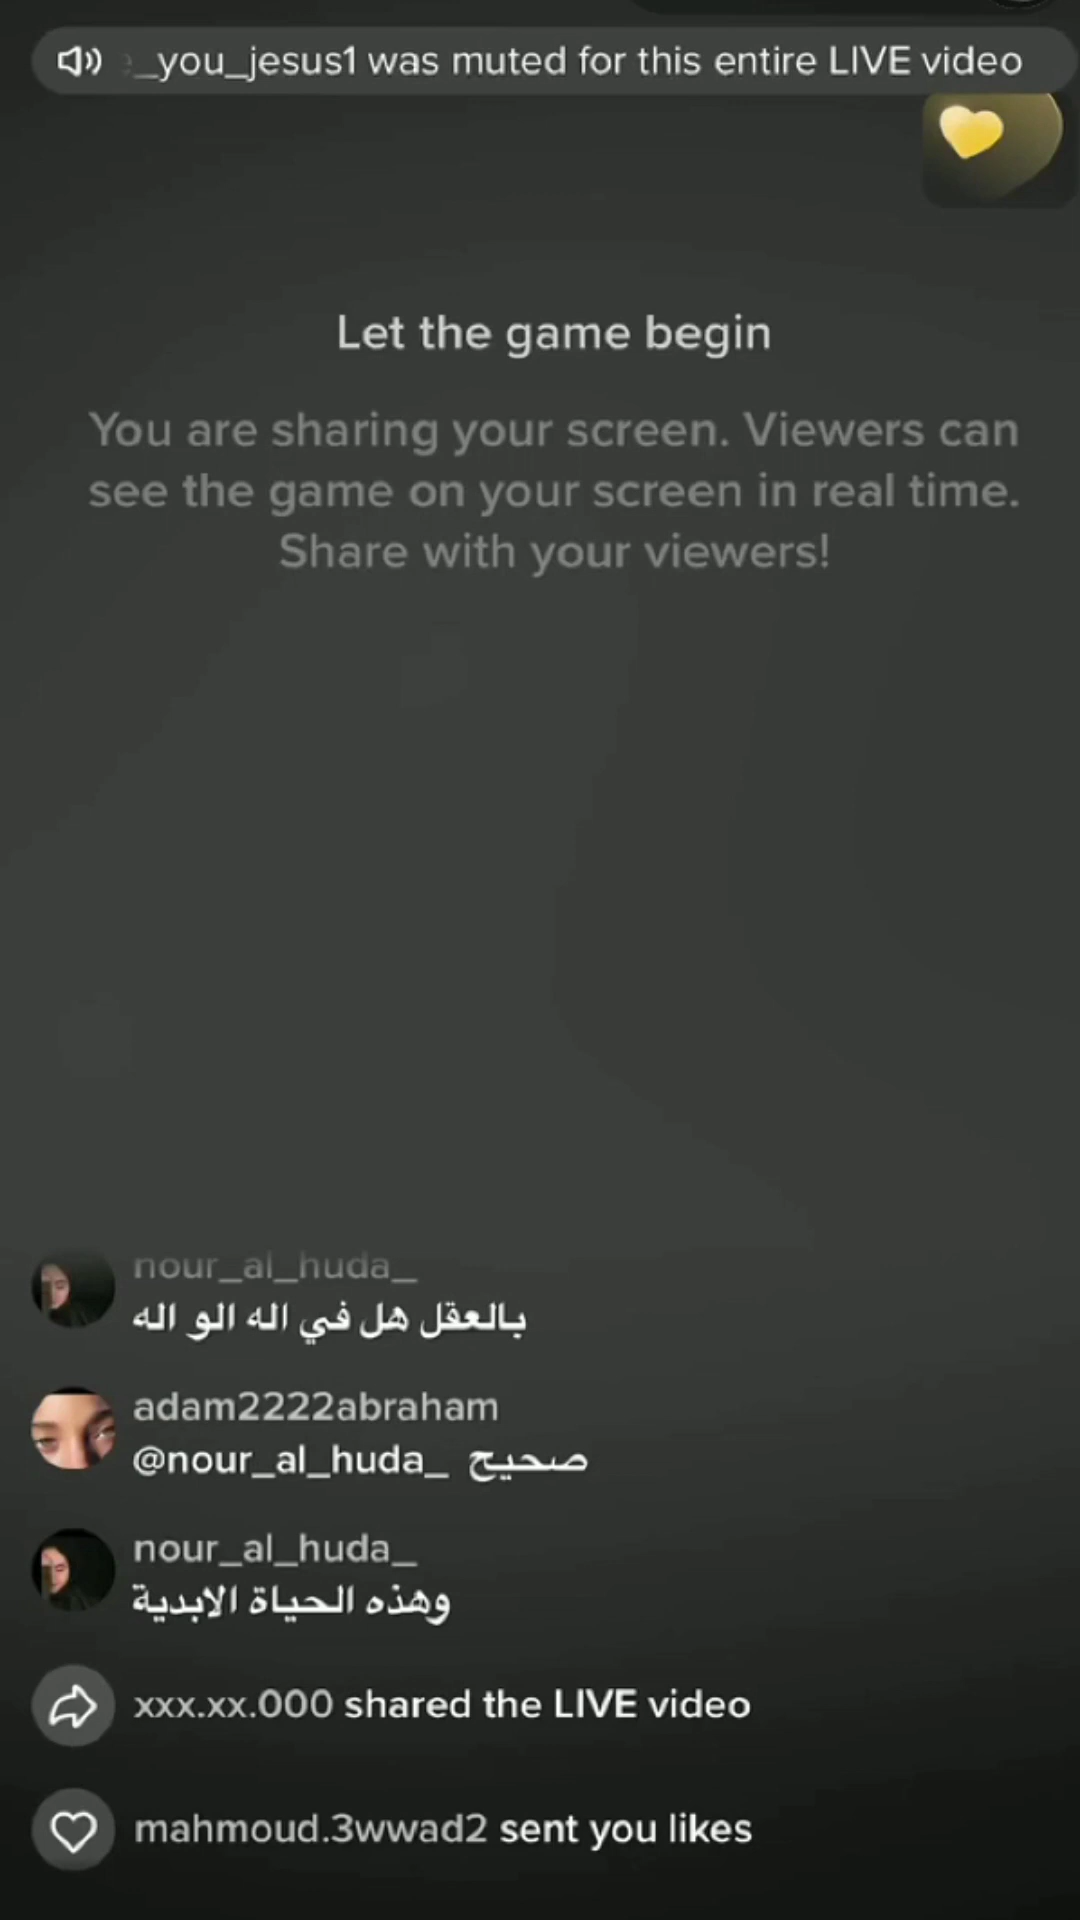 _you_jesus1 was muted for this entire LIVE video
Let the game begin
You are sharing your screen. Viewers can
see the game on your screen in real time.
Share with your viewers!
nour_al_huda_
بالعقل هل في اله الو اله
adam2222abraham
@nour_al_huda_ صحيح
nour_al_huda_
وهذه الحياة الابدية
xxx.xx.000 shared the LIVE video
mahmoud.3wwad2 sent you likes